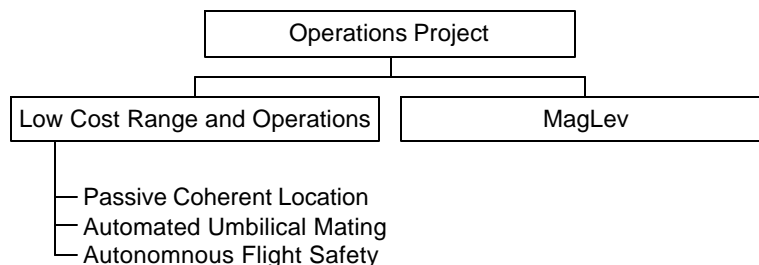 Operations Project
Low Cost Range and Operations
MagLev
Passive Coherent Location
Automated Umbilical Mating
Autonomnous Flight Safety